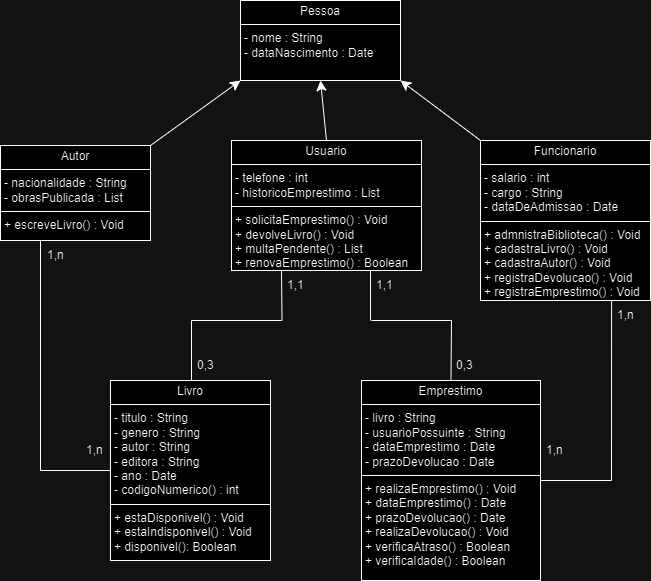 Pessoa
- nome : String
- dataNascimento : Date
Autor
- nacionalidade : String
- obrasPublicada : List
+ escreveLivro() : Void
Usuario
- telefone : int
- historicoEmprestimo : List
+ solicitaEmprestimo() : Void
+ devolveLivro() : Void
+ multaPendente() : List
+ renovaEmprestimo() : Boolean
Funcionario
- salario : int
- cargo : String
- dataDeAdmissao : Date
+ admnistraBiblioteca() : Void
+ cadastraLivro() : Void
+ cadastraAutor() : Void
+ registraDevolucao() : Void
+ registraEmprestimo() : Void
1,n
1,1
1,1
1,n
0,3
0,3
1,n
1,n
Livro
- titulo : String
- genero : String
- autor : String
- editora : String
- ano : Date
- codigoNumerico() : int
+ estaDisponivel() : Void
+ estaIndisponivel() : Void
+ disponivel(): Boolean
Emprestimo
- livro : String
- usuarioPossuinte : String
- dataEmprestimo : Date
- prazoDevolucao : Date
+ realizaEmprestimo() : Void
+ dataEmprestimo() : Date
+ prazoDevolucao() : Date
+ realizaDevolucao() : Void
+ verificaAtraso() : Boolean
+ verificaIdade() : Boolean